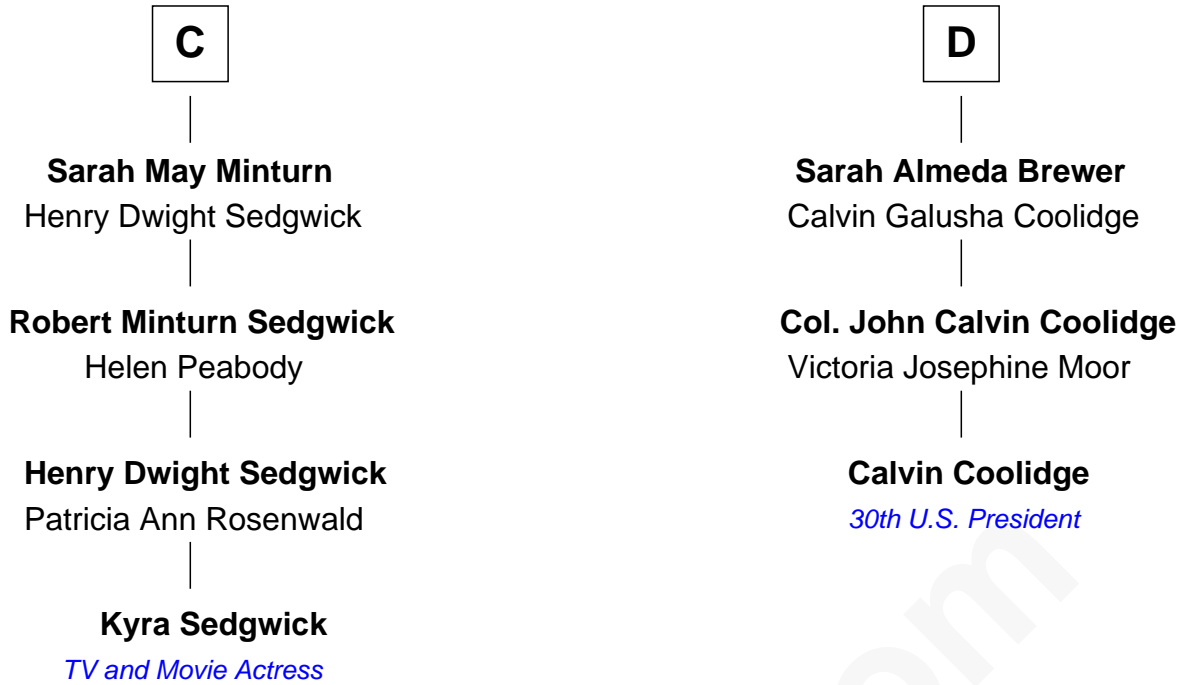 C
Sarah May Minturn
Henry Dwight Sedgwick
Robert Minturn Sedgwick
Helen Peabody
Henry Dwight Sedgwick
Patricia Ann Rosenwald
Kyra Sedgwick
TV and Movie Actress
D
Sarah Almeda Brewer
Calvin Galusha Coolidge
Col. John Calvin Coolidge
Victoria Josephine Moor
Calvin Coolidge
30th U.S. President
om